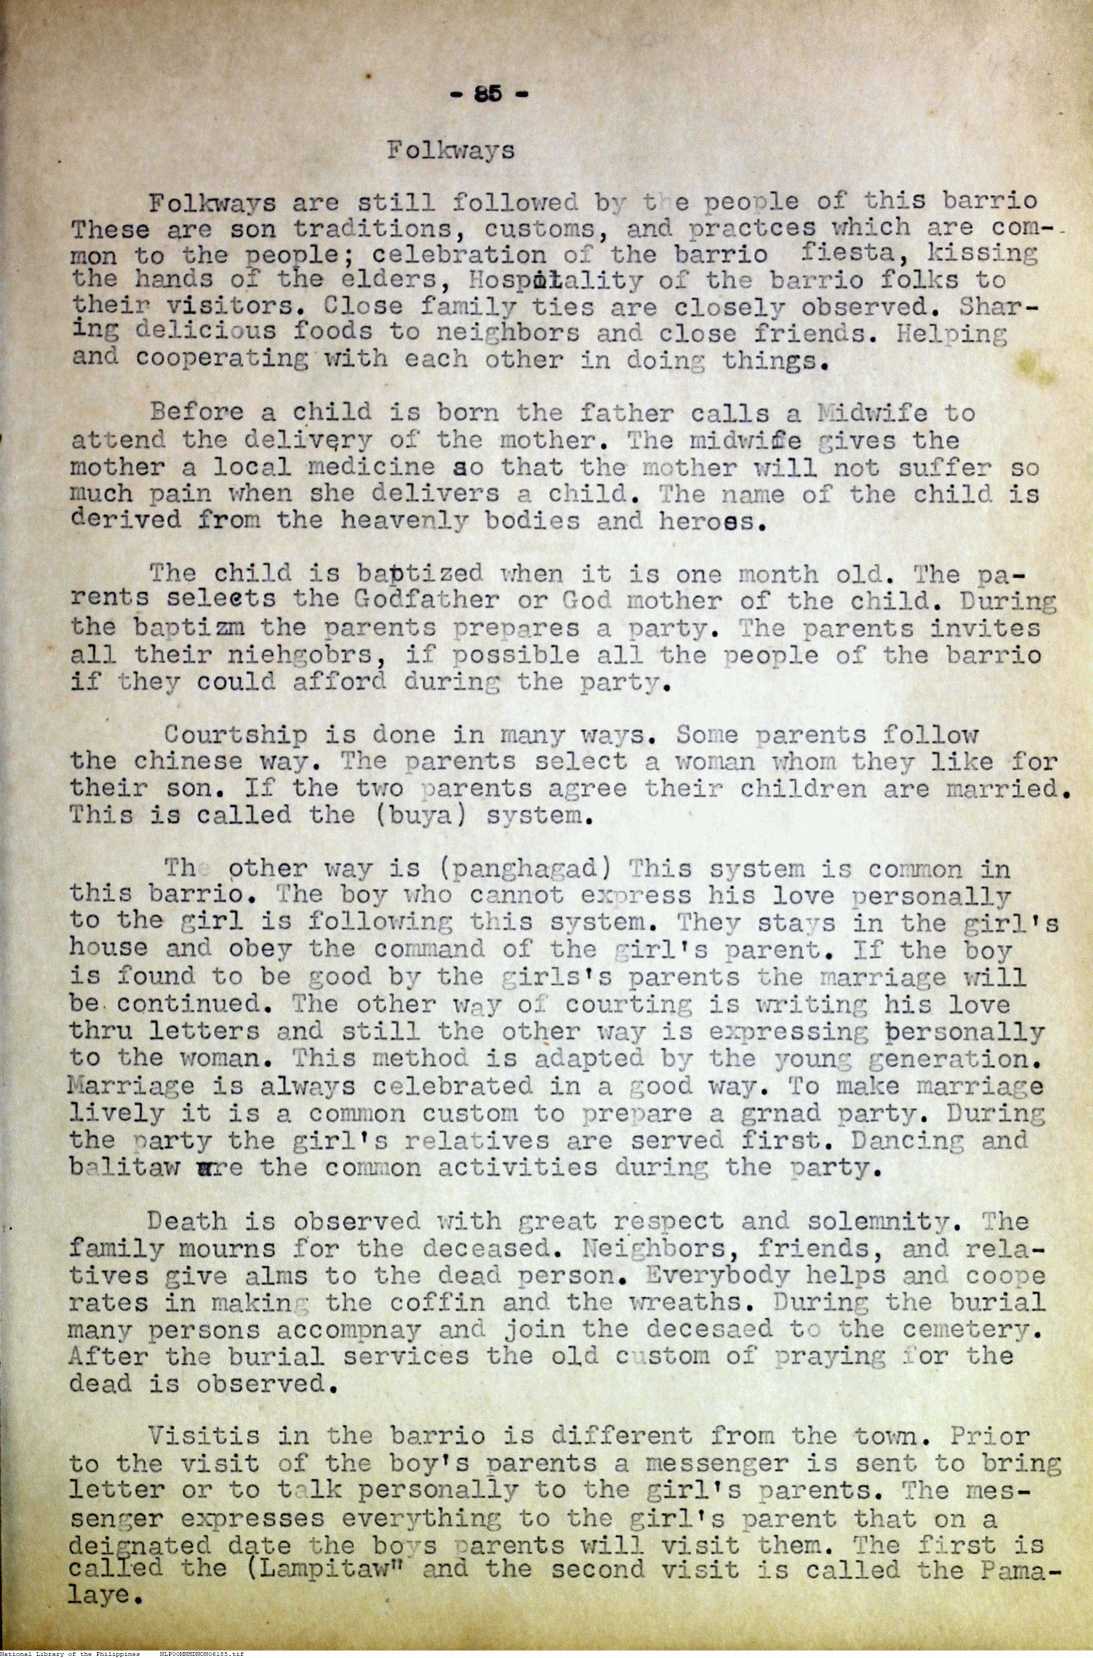 - 85 -
Folkways
Folkways are still followed by the people of this barrio
These are son traditions, customs, and practces which are com-
mon to the people; celebration of the barrio fiesta, kissing
the hands of the elders, Hospitality of the barrio folks to
their visitors. Close family ties are closely observed. Shar-
ing delicious foods to neighbors and close friends. Helping
and cooperating with each other in doing things.
Before a child is born the father calls a Midwife to
attend the delivery of the mother. The midwife gives the
mother a local medicine so that the mother will not suffer so
much pain when she delivers a child. The name of the child is
derived from the heavenly bodies and heroes.
The child is baptized when it is one month old. The pa-
rents selects the Godfather or God mother of the child. During
the baptizm the parents prepares a party. The parents invites
all their niehgobrs, if possible all the people of the barrio
if they could afford during the party.
Courtship is done in many ways. Some parents follow
the chinese way. The parents select a woman whom they like for
their son. If the two parents agree their children are married.
This is called the (buya) system.
The other way is (panghagad) This system is common in
this barrio. The boy who cannot express his love personally
to the girl is following this system. They stays in the girl's
house and obey the command of the girl's parent. If the boy
is found to be good by the girls's parents the marriage will
be continued. The other way of courting is writing his love
thru letters and still the other way is expressing personally
to the woman. This method is adapted by the young generation.
Marriage is always celebrated in a good way. To make marriage
lively it is a common custom to prepare a grnad party. During
the party the girl's relatives are served first. Dancing and
balitaw are the common activities during the party.
Death is observed with great respect and solemnity. The
family mourns for the deceased. Neighbors, friends, and rela-
tives give alms to the dead person. Everybody helps and coope
rates in making the coffin and the wreaths. During the burial
many persons accompnay and join the decesaed to the cemetery.
After the burial services the old custom of praying for the
dead is observed.
Visitis in the barrio is different from the town. Prior
to the visit of the boy's parents a messenger is sent to bring
letter or to talk personally to the girl's parents. The mes-
senger expresses everything to the girl's parent that on a
deignated date the boys parents will visit them. The first is
called the (Lampitaw" and the second visit is called the Pama-
laye.
National Library of the Philippines NLPOOMNMDNOMO6185.tif